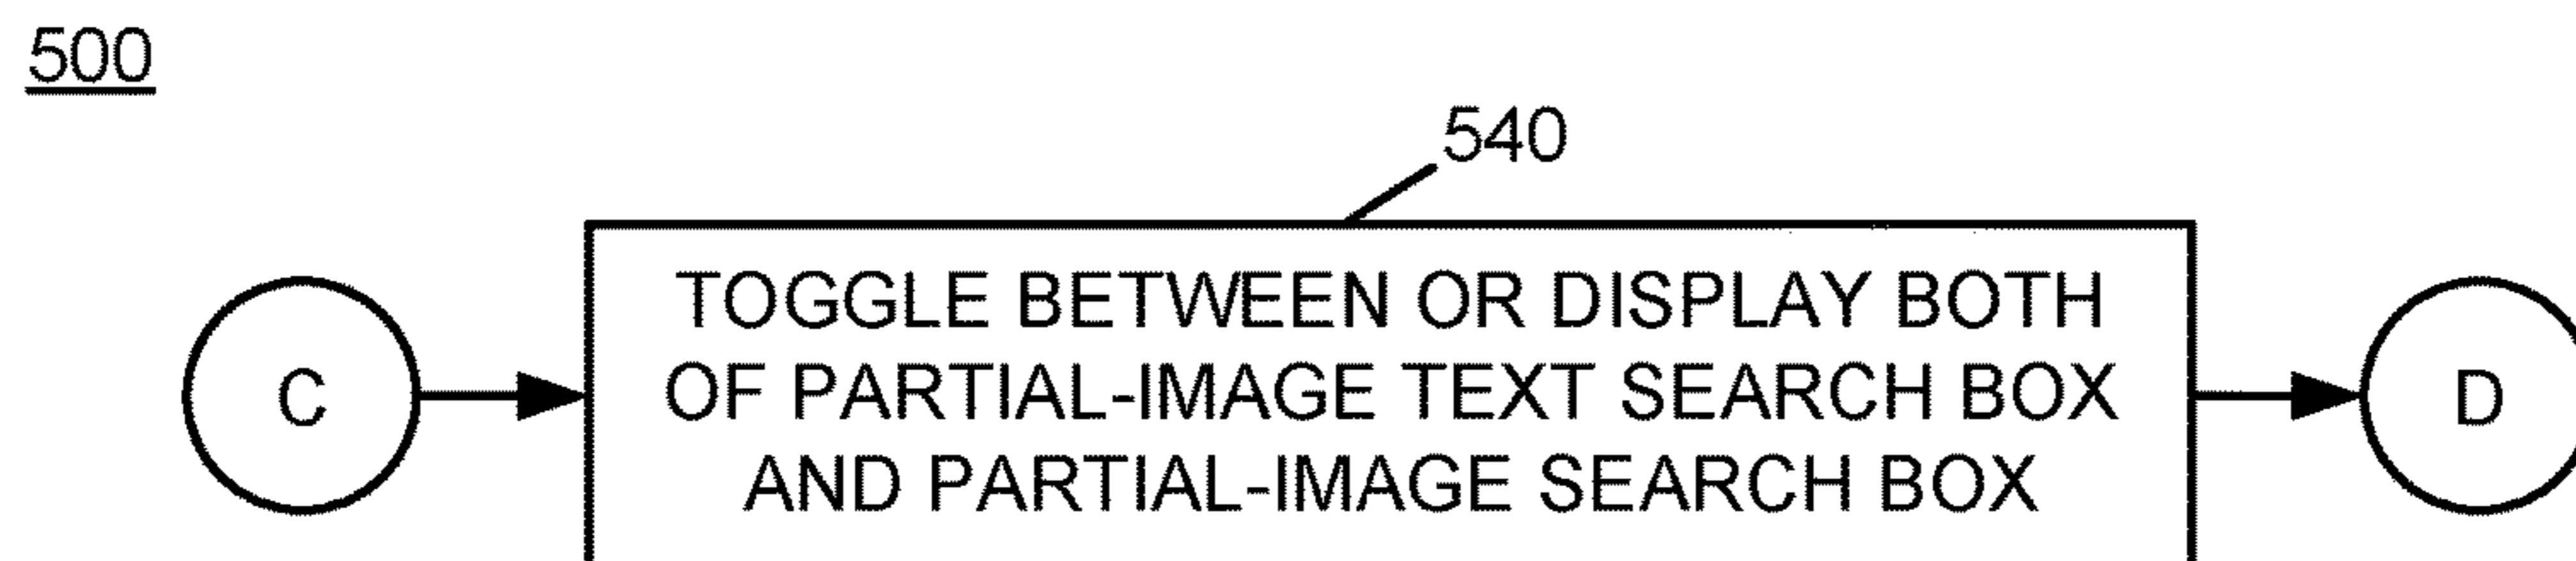 500
540
TOGGLE BETWEEN OR DISPLAY BOTH
OF PARTIAL-IMAGE TEXT SEARCH BOX
AND PARTIAL-IMAGE SEARCH BOX
C
D